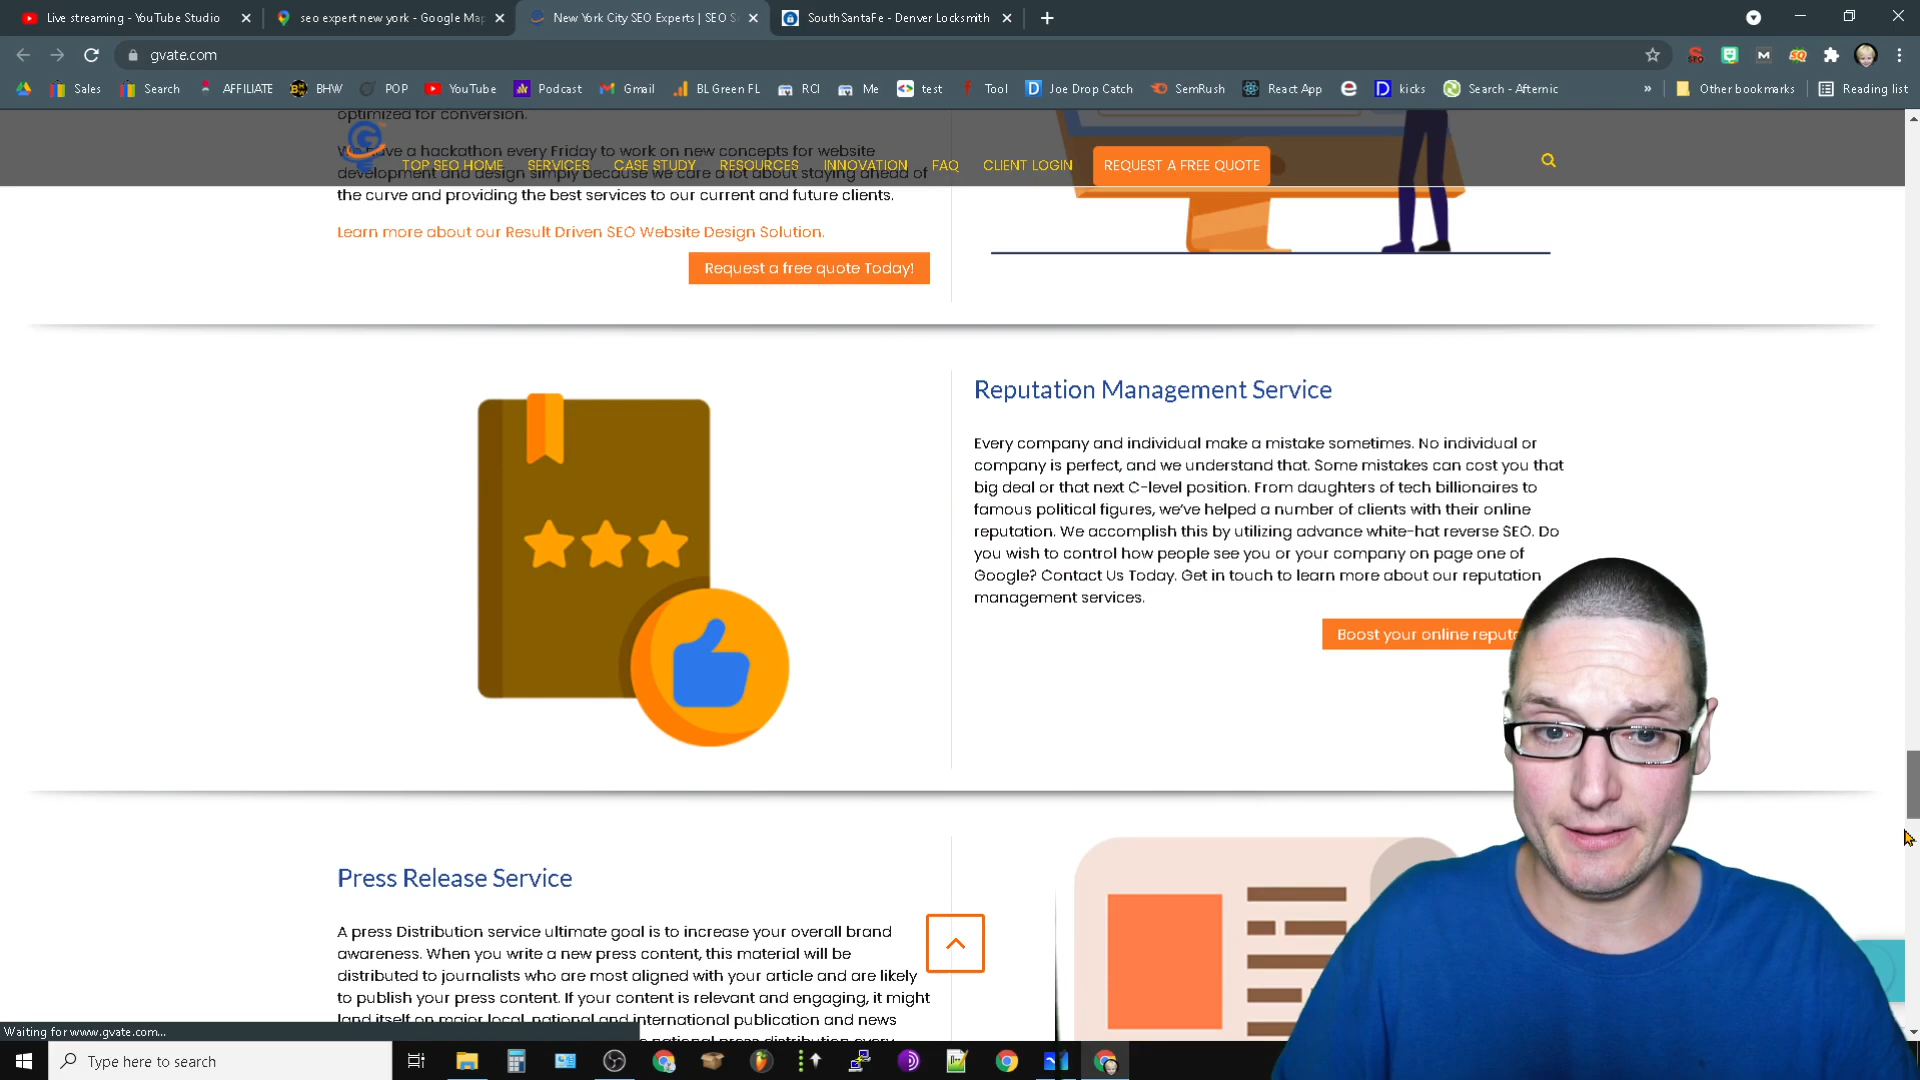 Live streaming - YouTube Studio
seo expert new york - Google Map
New York City SEO Experts | SEO S
SouthSantaFe - Denver Locksmith
gvate.com
Sales
Search
AFFILIATE
BHW
POP
YouTube
Podcast
Gmail
BL Green FL
RCI
Me
test
Tool
Joe Drop Catch
SemRush
React App
kicks
Search - Afternic
»
Other bookmarks
Reading list
optimized for conversion.
TOP SEO HOME
SERVICES
CASE STUDY
RESOURCES
INNOVATION
FAQ
CLIENT LOGIN
REQUEST A FREE QUOTE
We have a hackathon every Friday to work on new concepts for website
development and design simply because we care a lot about staying ahead of
the curve and providing the best services to our current and future clients.
Learn more about our Result Driven SEO Website Design Solution.
Request a free quote Today!
Reputation Management Service
Every company and individual make a mistake sometimes. No individual or
company is perfect, and we understand that. Some mistakes can cost you that
big deal or that next C-level position. From daughters of tech billionaires to
famous political figures, we've helped a number of clients with their online
reputation. We accomplish this by utilizing advance white-hat reverse SEO. Do
you wish to control how people see you or your company on page one of
Google? Contact Us Today. Get in touch to learn more about our reputation
management services.
Boost your online reputa
Press Release Service
A press Distribution service ultimate goal is to increase your overall brand
awareness. When you write a new press content, this material will be
distributed to journalists who are most aligned with your article and are likely
to publish your press content. If your content is relevant and engaging, it might
land itself on major local, national and international publication and news
national press distribution every
Waiting for www.gvate.com...
Type here to search